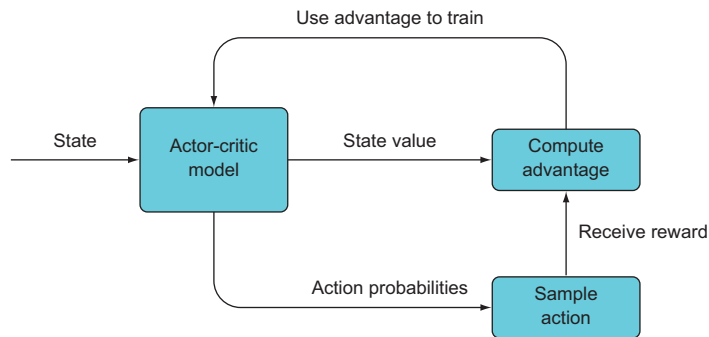 Use advantage to train
State
Actor-critic
model
State value
Compute
advantage
Receive reward
Action probabilities
Sample
action